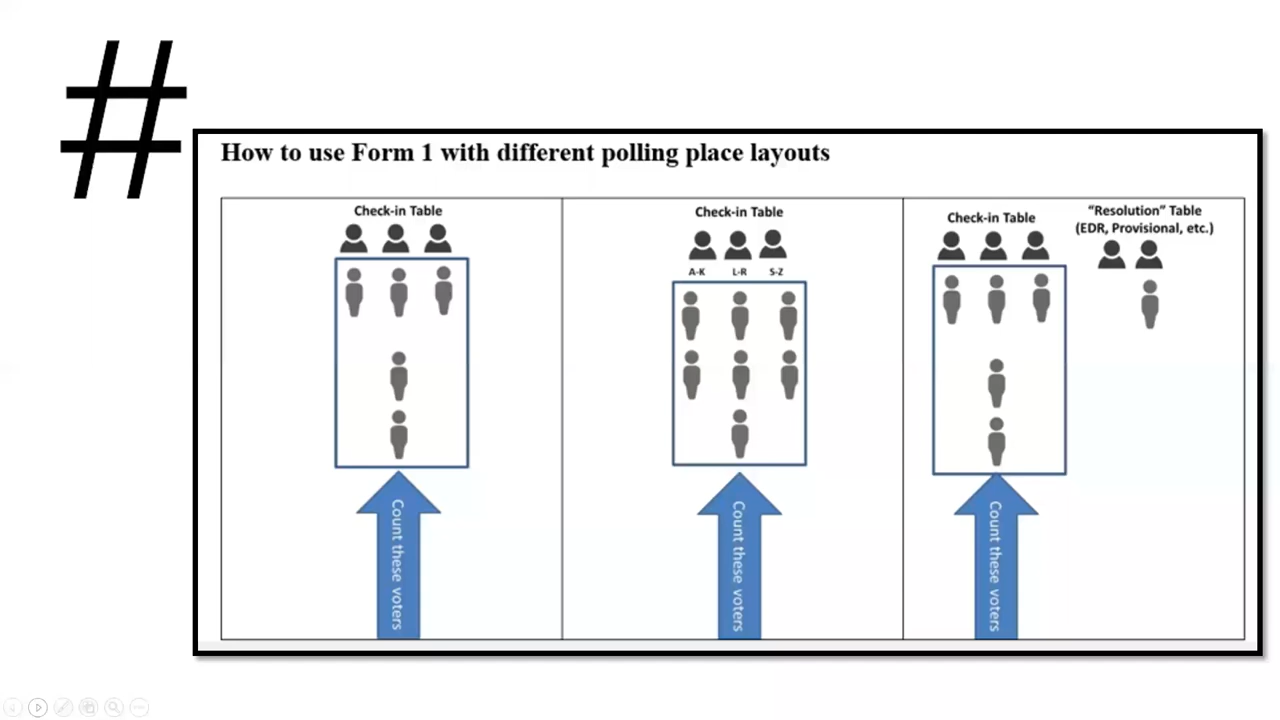 #
How to use Form 1 with different polling place layouts
Check-in Table
Count these voters
Check-in Table
A-K L-R S-Z
Count these voters
Check-in Table
"Resolution" Table
(EDR, Provisional, etc.)
Count these voters